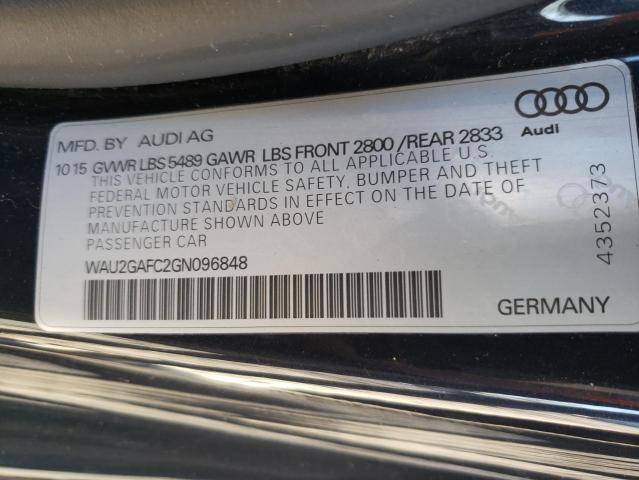 MFD. BY AUDI AG
Audi
10 15 GVWR LBS 5489 GAWR LBS FRONT 2800 /REAR 2833
THIS VEHICLE CONFORMS TO ALL APPLICABLE U.S.
FEDERAL MOTOR VEHICLE SAFETY, BUMPER AND THEFT
PREVENTION STANDARDS IN EFFECT ON THE DATE OF
MANUFACTURE SHOWN ABOVE
PASSENGER CAR
WAU2GAFC2GN096848
GERMANY
4352373